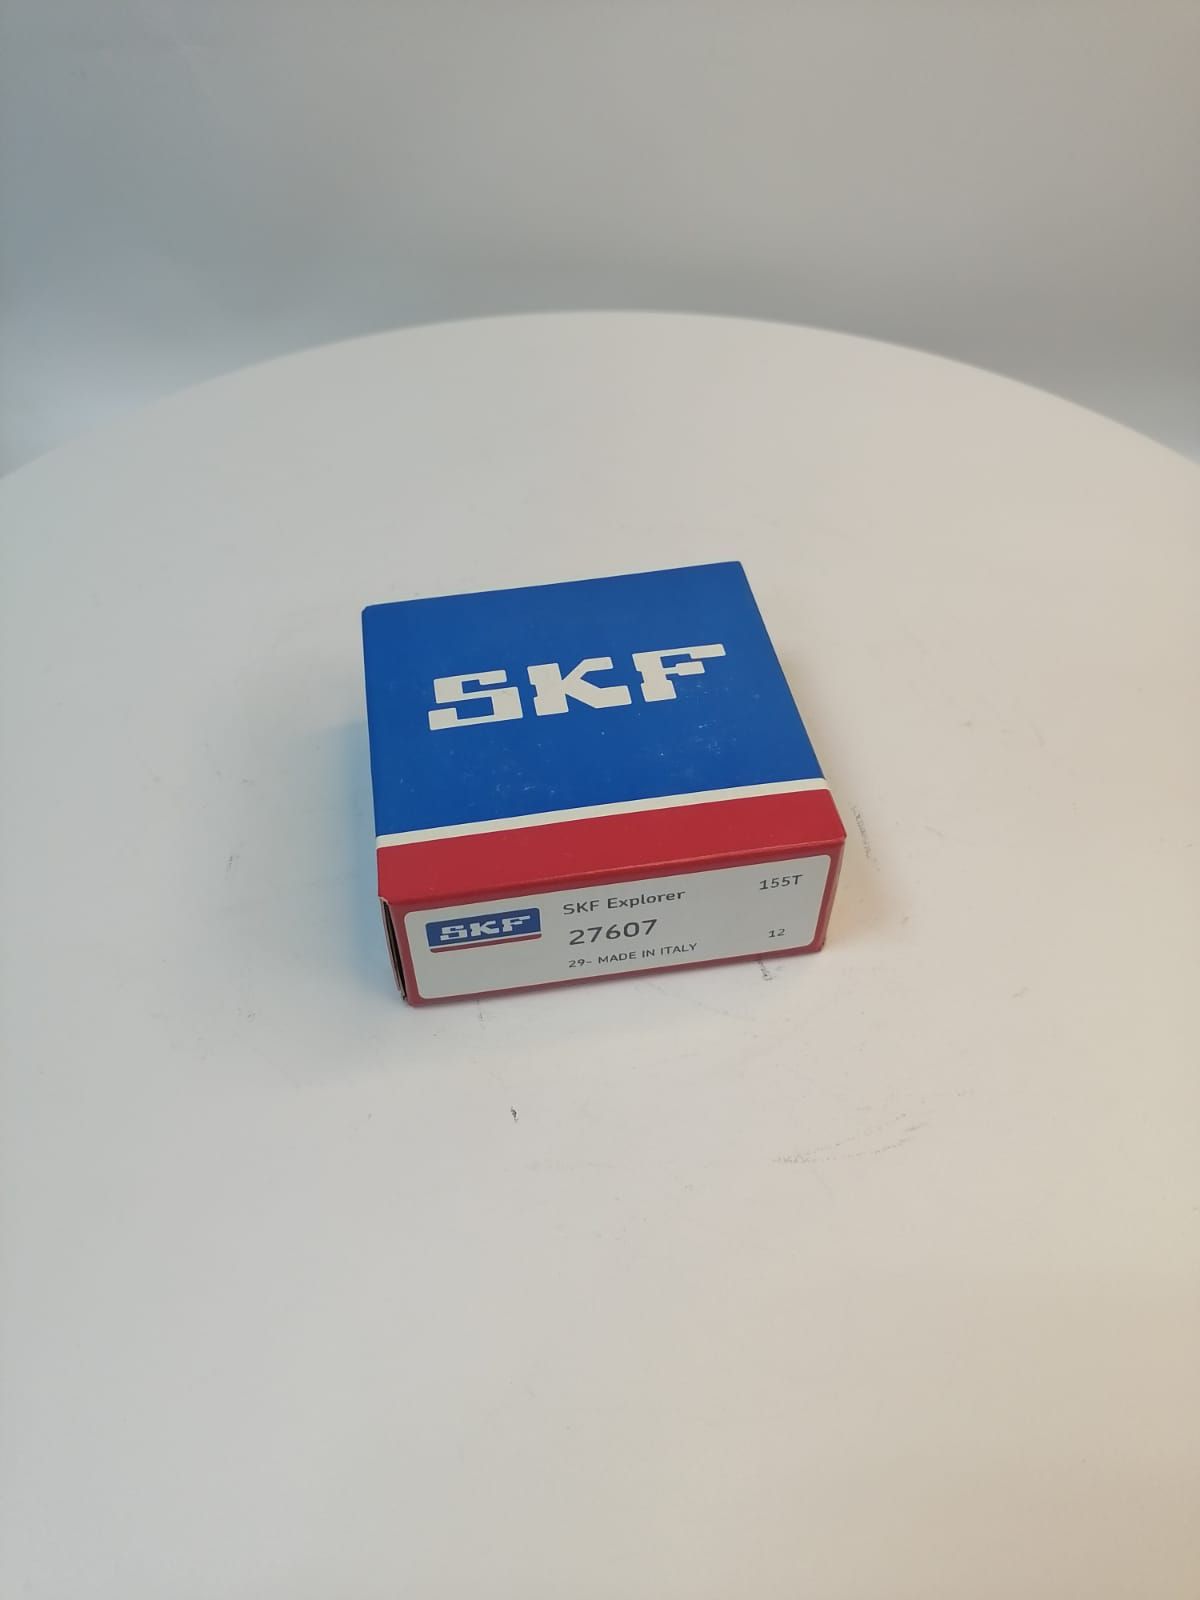 SKF
SKF
SKF Explorer
155T
27607
12
29- MADE IN ITALY